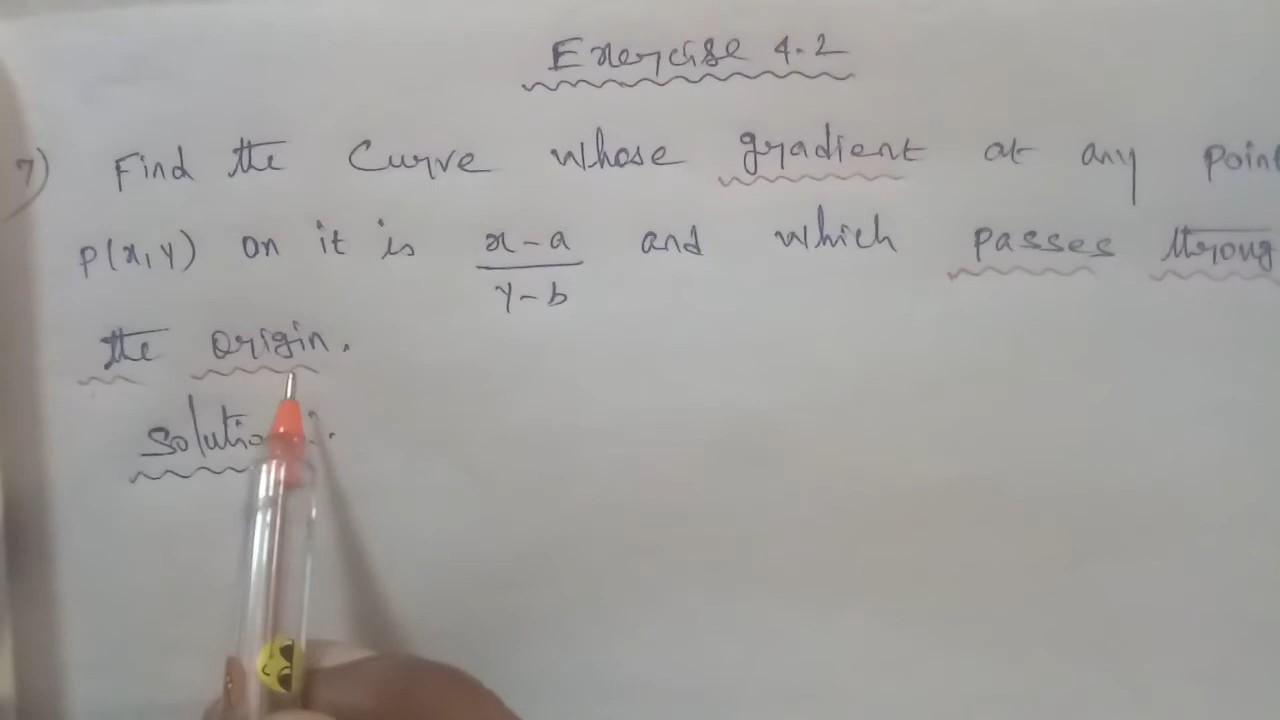 Exercise 4.2
7) Find the Curve whose gradient at any point
P(x,y) on it is x-a/y-b and which passes throug
the origin.
Solution: